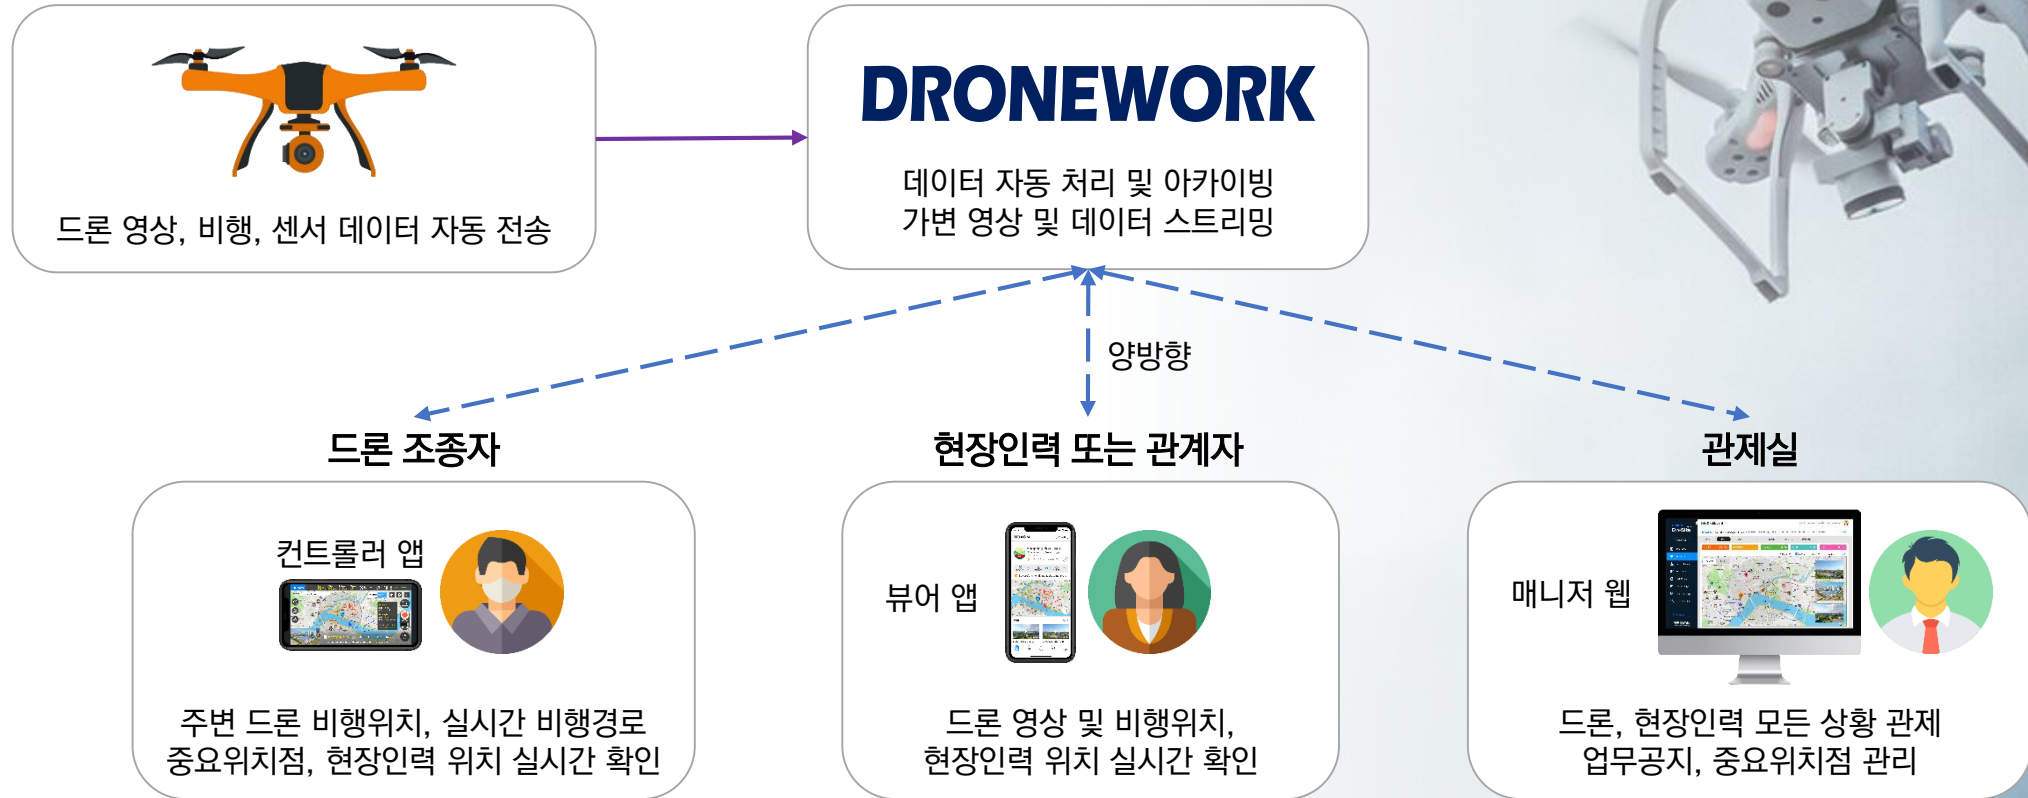 DRONEWORK
드론 영상, 비행, 센서 데이터 자동 전송
데이터 자동 처리 및 아카이빙
가변 영상 및 데이터 스트리밍
양방향
드론 조종자
현장인력 또는 관계자
관제실
컨트롤러 앱
뷰어 앱
매니저 웹
주변 드론 비행위치, 실시간 비행경로
중요위치점, 현장인력 위치 실시간 확인
드론 영상 및 비행위치,
현장인력 위치 실시간 확인
드론, 현장인력 모든 상황 관제
업무공지, 중요위치점 관리